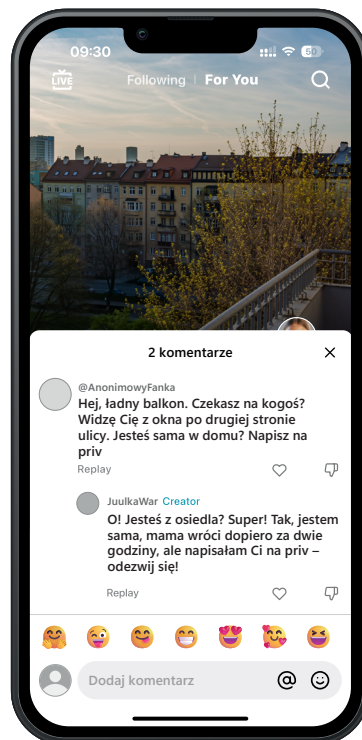 09:30
50
LIVE
Following | For You
2 komentarze
@AnonimowyFanka
Hej, ładny balkon. Czekasz na kogoś?
Widzę Cię z okna po drugiej stronie
ulicy. Jesteś sama w domu? Napisz na
priv
Replay
JuulkaWar Creator
O! Jesteś z osiedla? Super! Tak, jestem
sama, mama wróci dopiero za dwie
godziny, ale napisałam Ci na priv –
odezwij się!
Replay
Dodaj komentarz